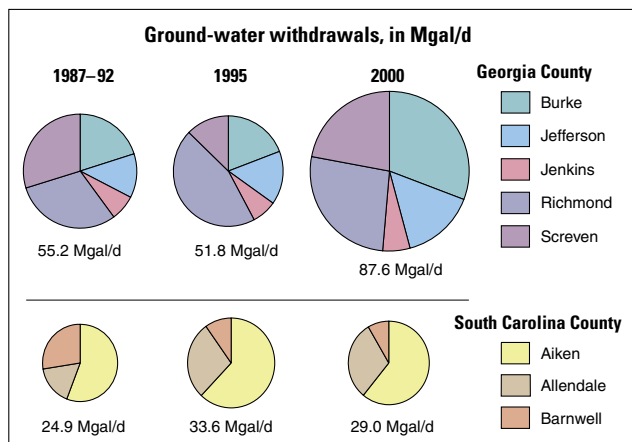 Ground-water withdrawals, in Mgal/d
1987–92
1995
2000
Georgia County
Burke
Jefferson
Jenkins
Richmond
Screven
55.2 Mgal/d
51.8 Mgal/d
87.6 Mgal/d
South Carolina County
Aiken
Allendale
Barnwell
24.9 Mgal/d
33.6 Mgal/d
29.0 Mgal/d